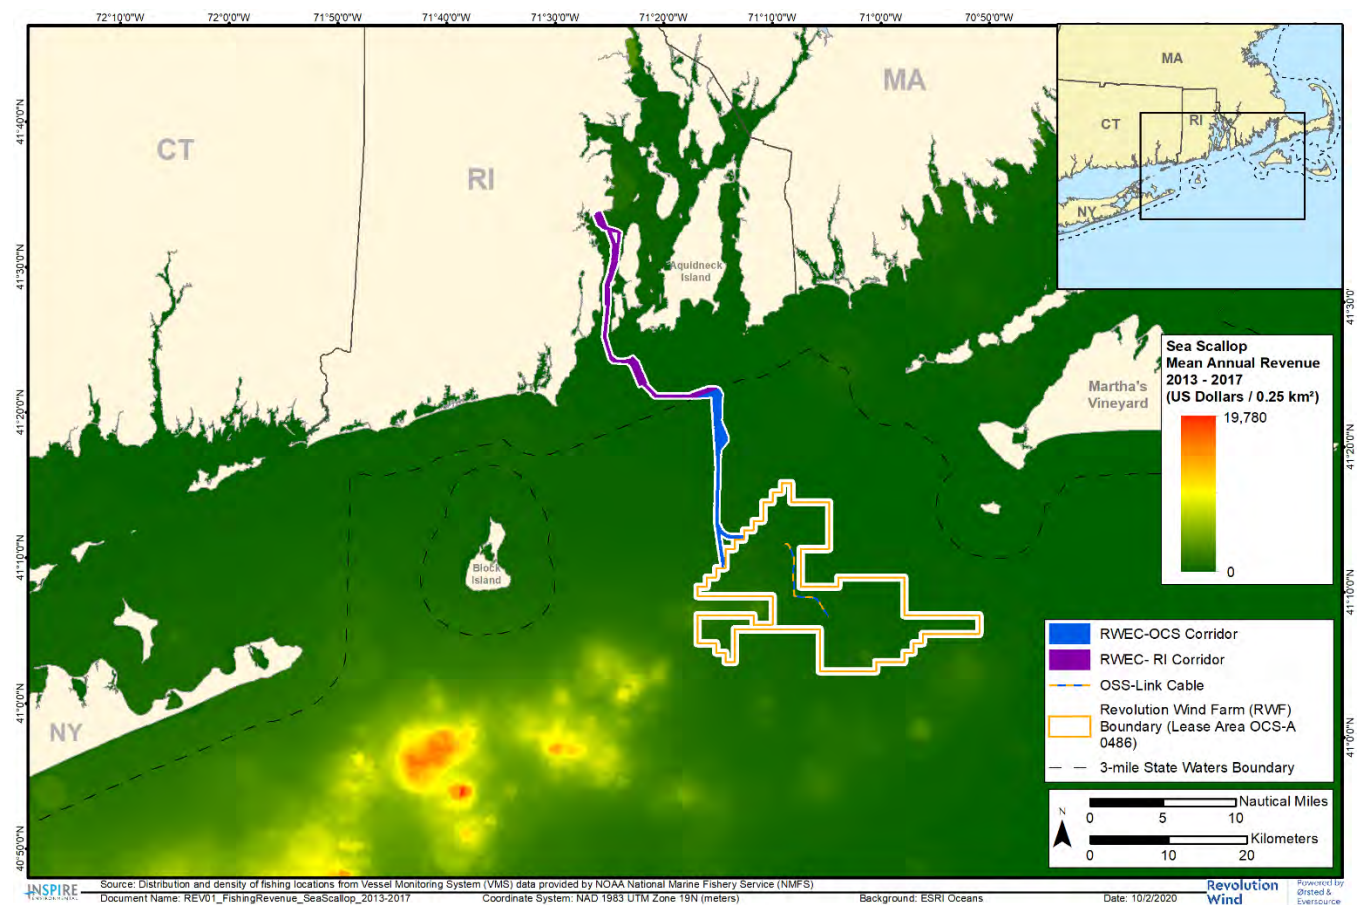 72°10'0"W 72°0'0"W 71°50'0"W 71°40'0"W 71°30'0"W 71°20'0"W 71°10'0"W 71°0'0"W 70°50'0"W
41°40'0"N
41°30'0"N
41°20'0"N
41°10'0"N
41°0'0"N
40°50'0"N
CT
RI
MA
NY
Aquidneck
Island
Block
Island
Martha's
Vineyard
MA
CT
RI
NY
41°30'0"
41°20'0"N
41°10'0"N
41°0'0"N
Sea Scallop
Mean Annual Revenue
2013 - 2017
(US Dollars / 0.25 km²)
19,780
0
RWEC-OCS Corridor
RWEC- RI Corridor
OSS-Link Cable
Revolution Wind Farm (RWF)
Boundary (Lease Area OCS-A
0486)
3-mile State Waters Boundary
N
Nautical Miles
0 5 10
Kilometers
0 10 20
INSPIRE
ENVIRONMENTAL
Source: Distribution and density of fishing locations from Vessel Monitoring System (VMS) data provided by NOAA National Marine Fishery Service (NMFS)
Document Name: REV01_FishingRevenue_SeaScallop_2013-2017 Coordinate System: NAD 1983 UTM Zone 19N (meters) Background: ESRI Oceans Date: 10/2/2020
Revolution
Wind
Powered by
Ørsted &
Eversource